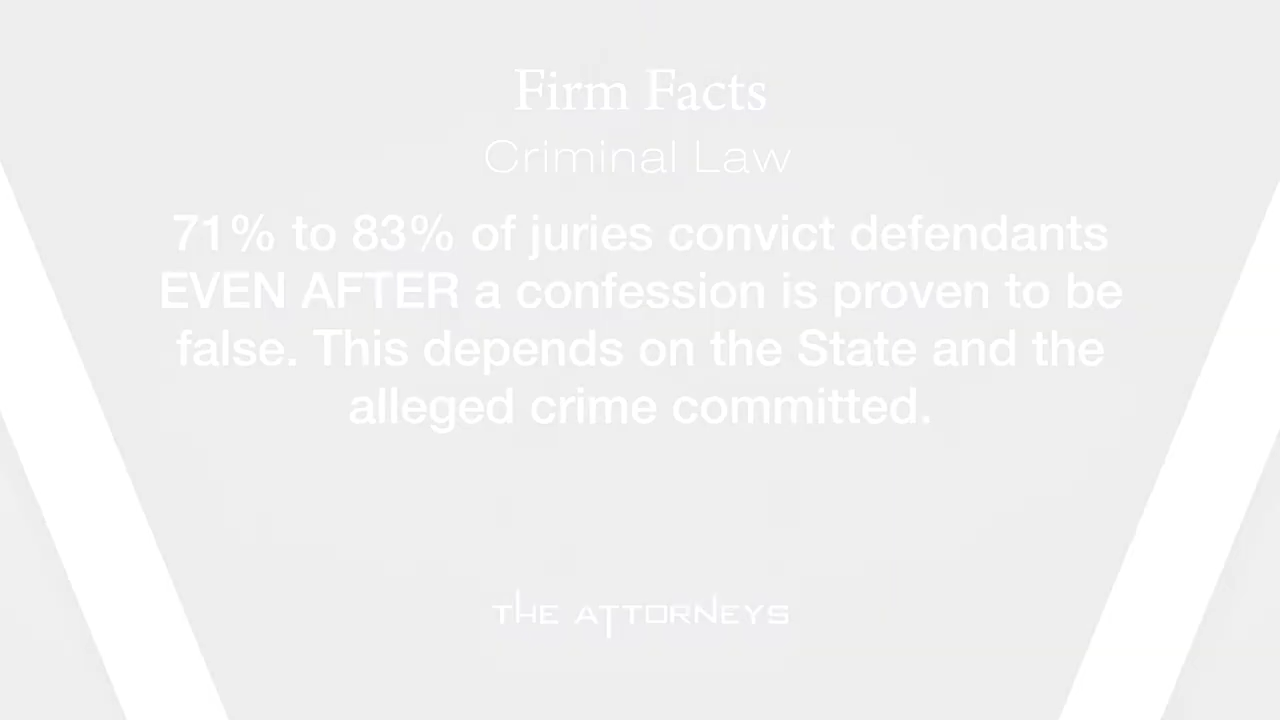 Firm Facts
Criminal Law
71% to 83% of juries convict defendants
EVEN AFTER a confession is proven to be
false. This depends on the State and the
alleged crime committed.
THE ATTORNEYS